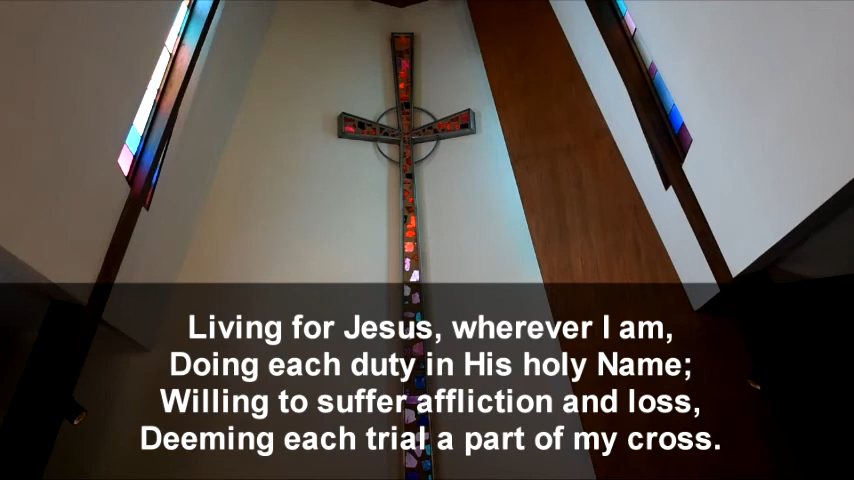 Living for Jesus, wherever I am,
Doing each duty in His holy Name;
Willing to suffer affliction and loss,
Deeming each trial a part of my cross.